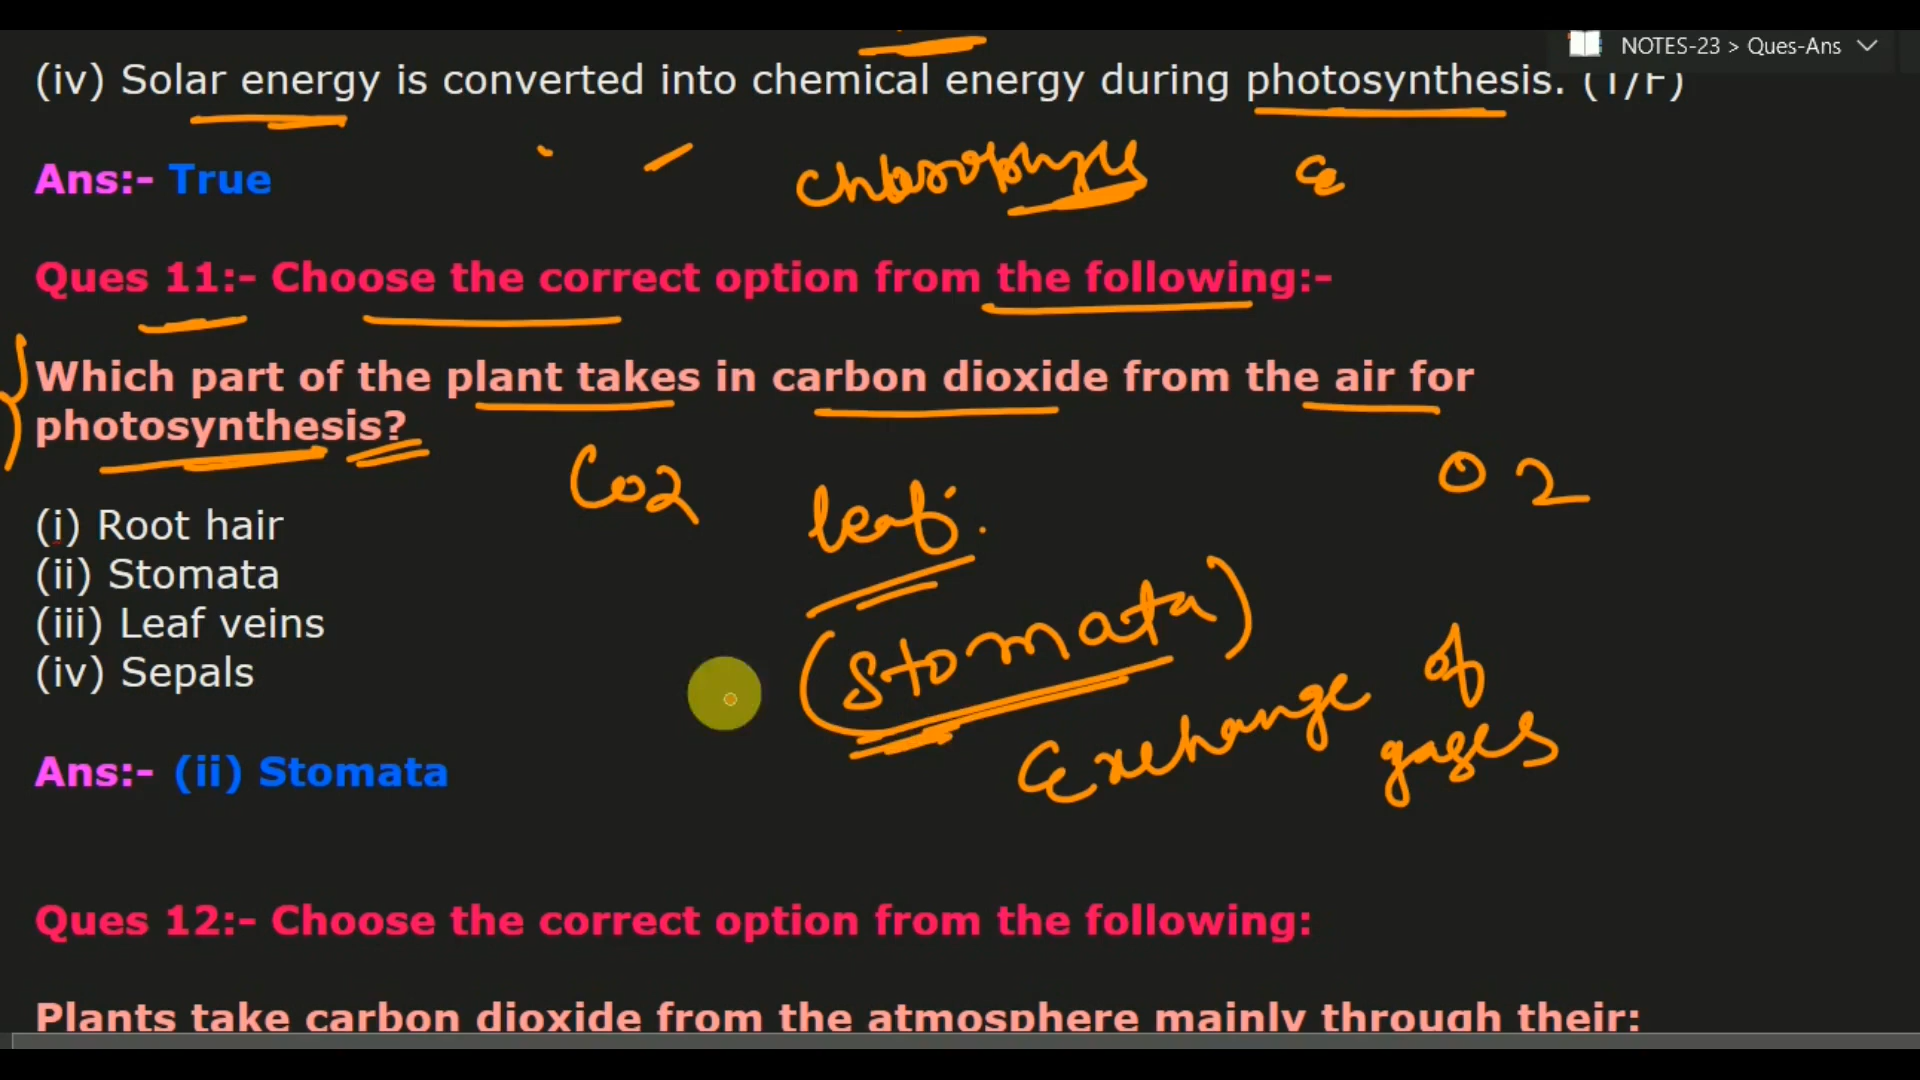 NOTES-23 > Ques-Ans
(iv) Solar energy is converted into chemical energy during photosynthesis. (T/F)
Ans:- True
Ques 11:- Choose the correct option from the following:-
Which part of the plant takes in carbon dioxide from the air for
photosynthesis?
Co2
O2
leaf
(i) Root hair
(ii) Stomata
(iii) Leaf veins
(iv) Sepals
(Stomata)
Exchange of
gases
Ans:- (ii) Stomata
Ques 12:- Choose the correct option from the following:
Plants take carbon dioxide from the atmosphere mainly through their: